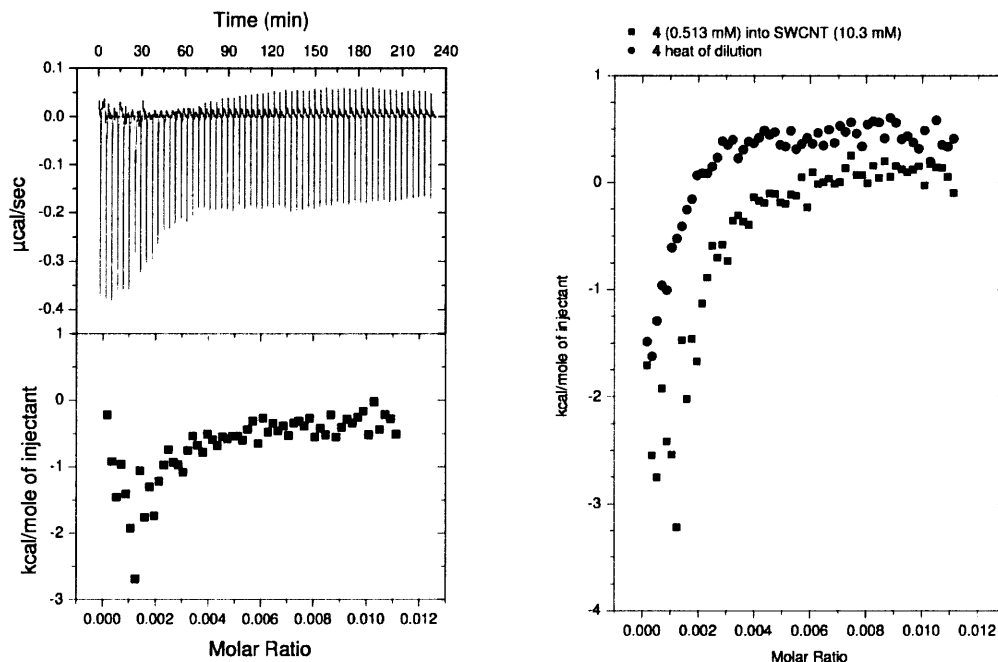 Time (min)
0 30 60 90 120 150 180 210 240
0.1
0.0
-0.1
-0.2
-0.3
-0.4
µcal/sec
1
0
-1
-2
-3
kcal/mole of injectant
0.000 0.002 0.004 0.006 0.008 0.010 0.012
Molar Ratio
4 (0.513 mM) into SWCNT (10.3 mM)
4 heat of dilution
1
0
-1
-2
-3
-4
kcal/mole of injectant
0.000 0.002 0.004 0.006 0.008 0.010 0.012
Molar Ratio